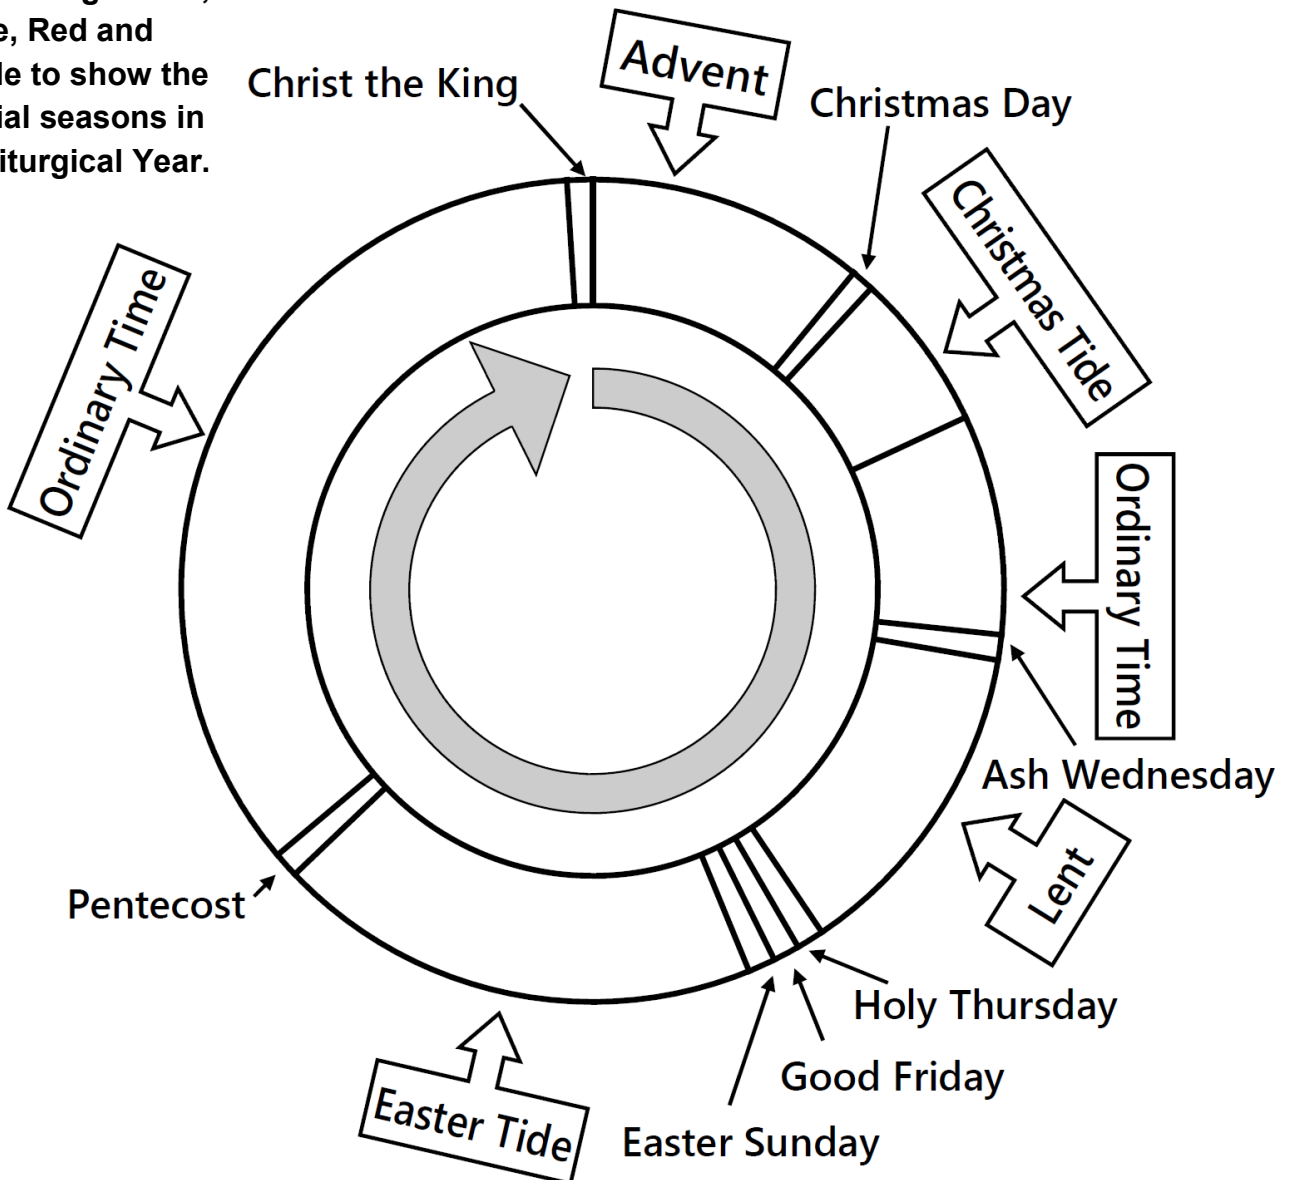 e, Red and
le to show the
ial seasons in
iturgical Year.
Christ the King
Advent
Christmas Day
Christmas Tide
Ordinary Time
Ash Wednesday
Lent
Holy Thursday
Good Friday
Easter Sunday
Easter Tide
Pentecost
Ordinary Time